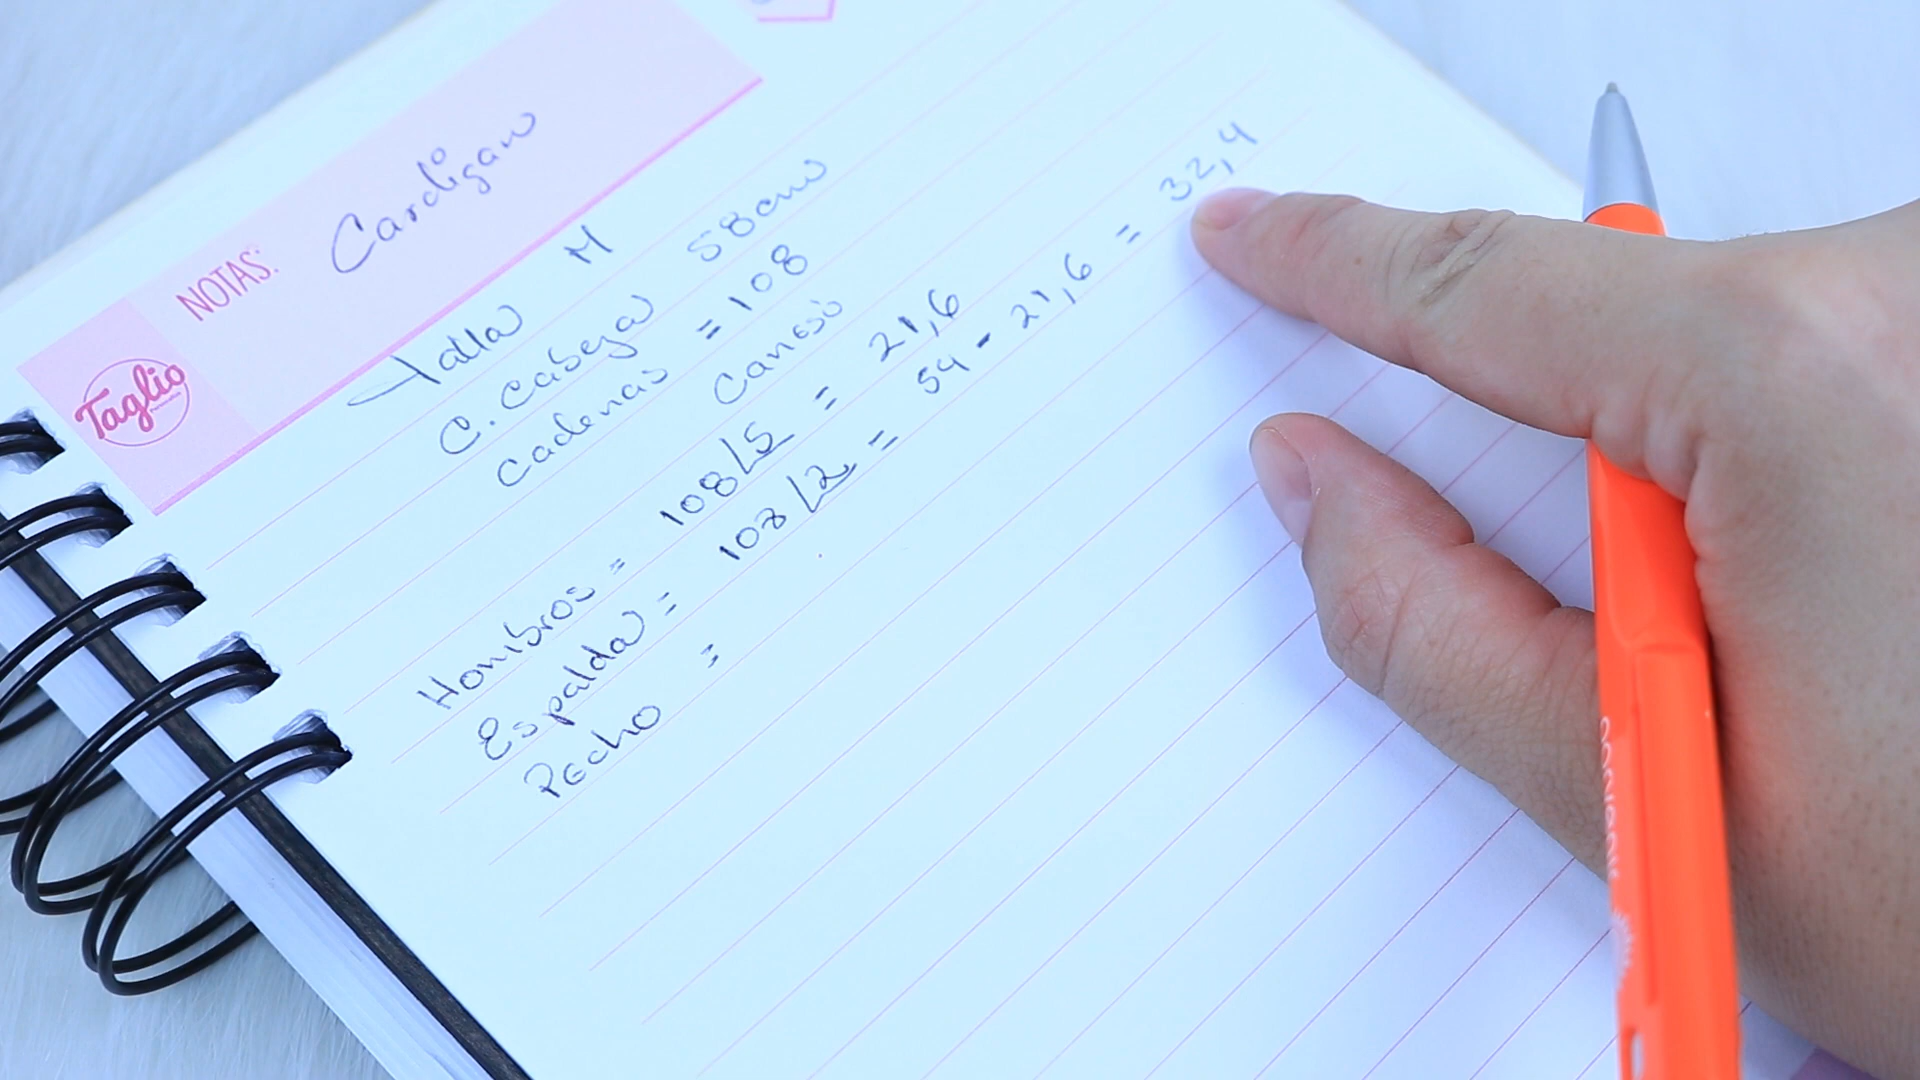 NOTAS: Cardigan
Taglio
Talla M
C. Cabeza 58cm
Cadenas = 108
Canesú
Hombros = 108/5 = 21,6
Espalda = 108/2 = 54 - 21,6 = 32,4
Pecho =